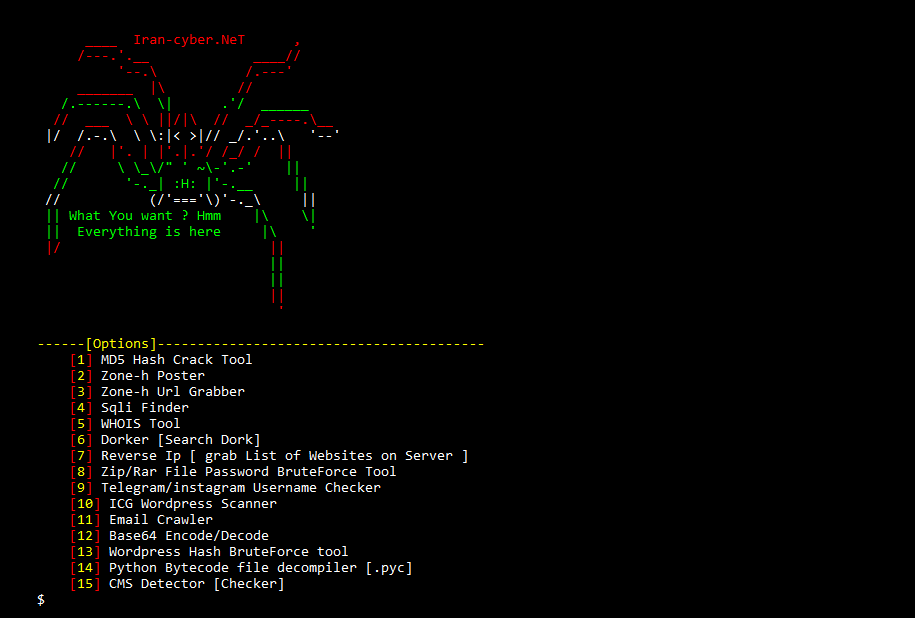 Iran-cyber.NeT
What You want ? Hmm
Everything is here
------[Options]-----------------------------------------
[1] MD5 Hash Crack Tool
[2] Zone-h Poster
[3] Zone-h Url Grabber
[4] Sqli Finder
[5] WHOIS Tool
[6] Dorker [Search Dork]
[7] Reverse Ip [ grab List of Websites on Server ]
[8] Zip/Rar File Password BruteForce Tool
[9] Telegram/instagram Username Checker
[10] ICG Wordpress Scanner
[11] Email Crawler
[12] Base64 Encode/Decode
[13] Wordpress Hash BruteForce tool
[14] Python Bytecode file decompiler [.pyc]
[15] CMS Detector [Checker]
$